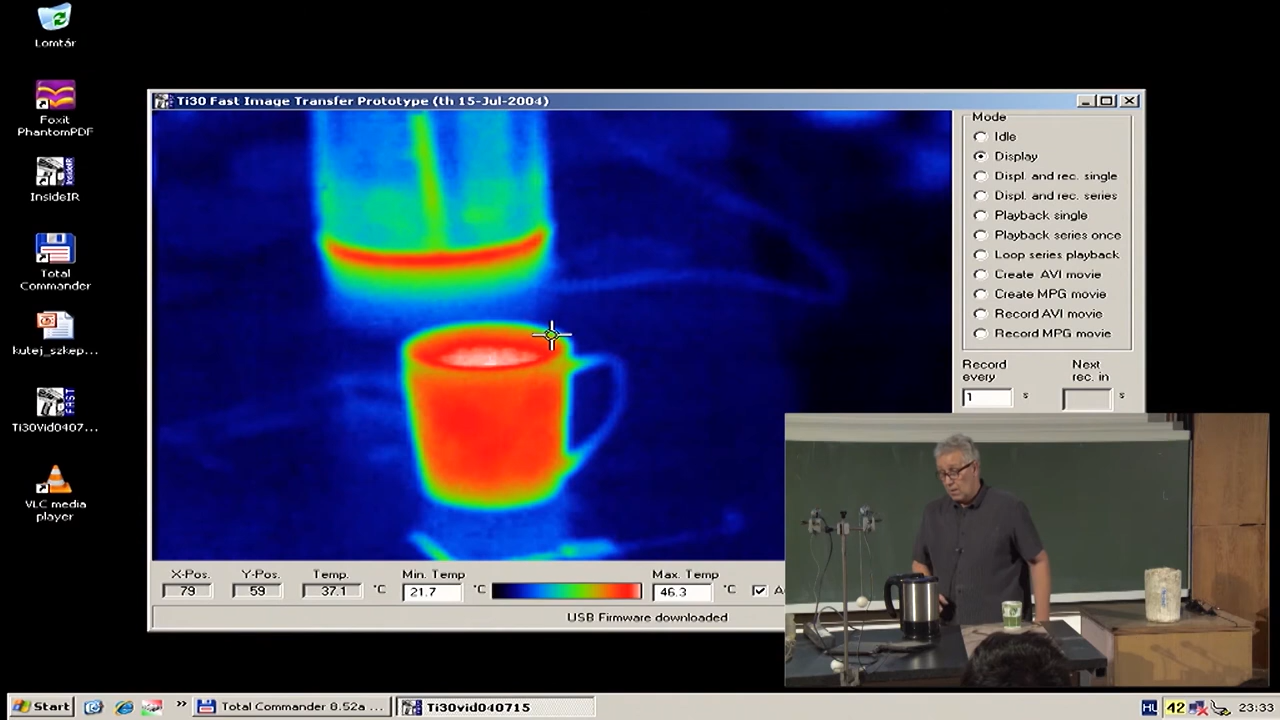 Lomtár
Foxit
PhantomPDF
InsideIR
Total
Commander
kutej_szkep...
Ti30Vid0407...
VLC media
player
Ti30 Fast Image Transfer Prototype (th 15-Jul-2004)
Mode
Idle
Display
Displ. and rec. single
Displ. and rec. series
Playback single
Playback series once
Loop series playback
Create AVI movie
Create MPG movie
Record AVI movie
Record MPG movie
Record
every
Next
rec. in
1
s
s
X-Pos.
Y-Pos.
Temp.
Min. Temp
Max. Temp
79
59
37.1
°C
21.7
°C
46.3
°C
USB Firmware downloaded
Start
Total Commander 8.52a ...
Ti30vid040715
HU
42
23:33